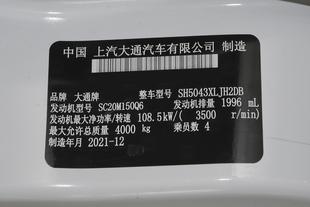 中国 上汽大通汽车有限公司 制造
品牌 大通牌 整车型号 SH5043XLJH2DB
发动机型号 SC20M150Q6 发动机排量 1996 mL
发动机最大净功率/转速 108.5kW/( 3500 r/min)
最大允许总质量 4000 kg 乘员数 4
制造年月 2021-12